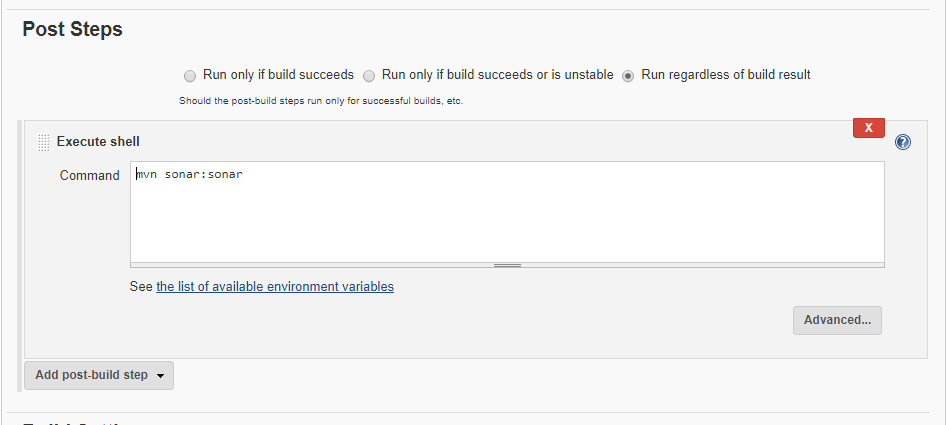 Post Steps
Run only if build succeeds Run only if build succeeds or is unstable Run regardless of build result
Should the post-build steps run only for successful builds, etc.
X
Execute shell
?
Command
mvn sonar:sonar
See the list of available environment variables
Advanced...
Add post-build step